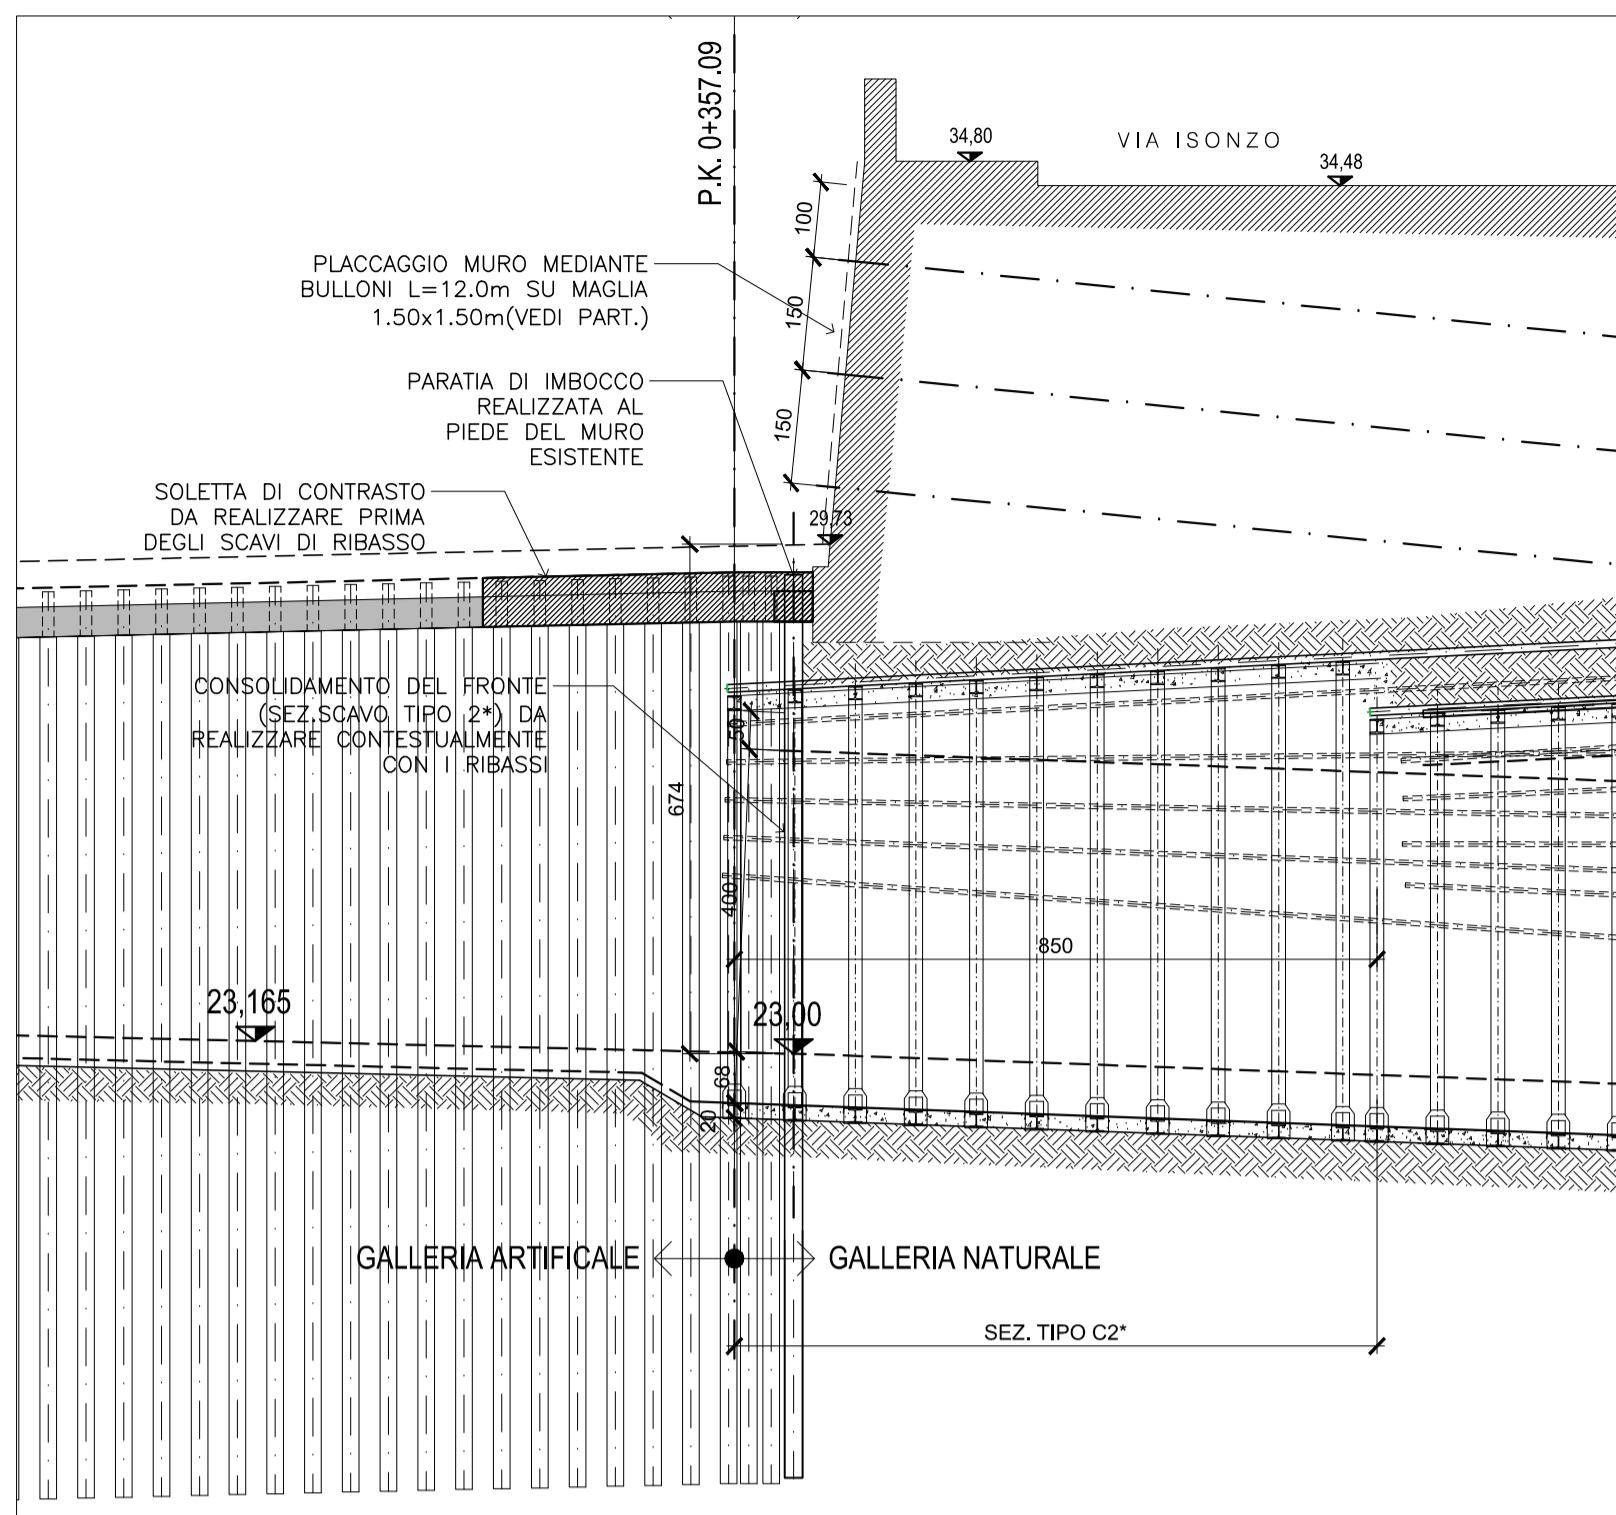 P.K. 0+357.09
34,80
VIA ISONZO
34,48
100
150
150
PLACCAGGIO MURO MEDIANTE
BULLONI L=12.0m SU MAGLIA
1.50x1.50m(VEDI PART.)
PARATIA DI IMBOCCO
REALIZZATA AL
PIEDE DEL MURO
ESISTENTE
SOLETTA DI CONTRASTO
DA REALIZZARE PRIMA
DEGLI SCAVI DI RIBASSO
29,73
CONSOLIDAMENTO DEL FRONTE
(SEZ.SCAVO TIPO 2*) DA
REALIZZARE CONTESTUALMENTE
CON I RIBASSI
50
674
400
850
23,165
23,00
68
20
GALLERIA ARTIFICALE
GALLERIA NATURALE
SEZ. TIPO C2*